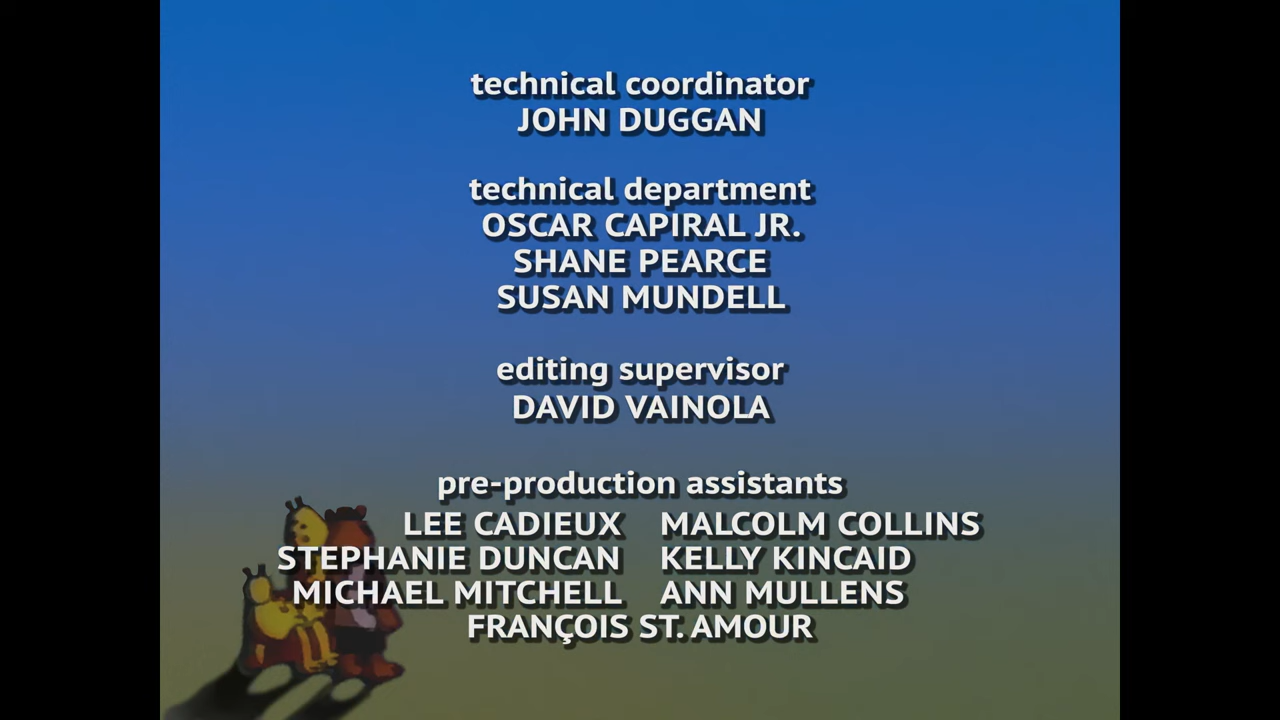 technical coordinator
JOHN DUGGAN
technical department
OSCAR CAPIRAL JR.
SHANE PEARCE
SUSAN MUNDELL
editing supervisor
DAVID VAINOLA
pre-production assistants
LEE CADIEUX MALCOLM COLLINS
STEPHANIE DUNCAN KELLY KINCAID
MICHAEL MITCHELL ANN MULLENS
FRANÇOIS ST. AMOUR